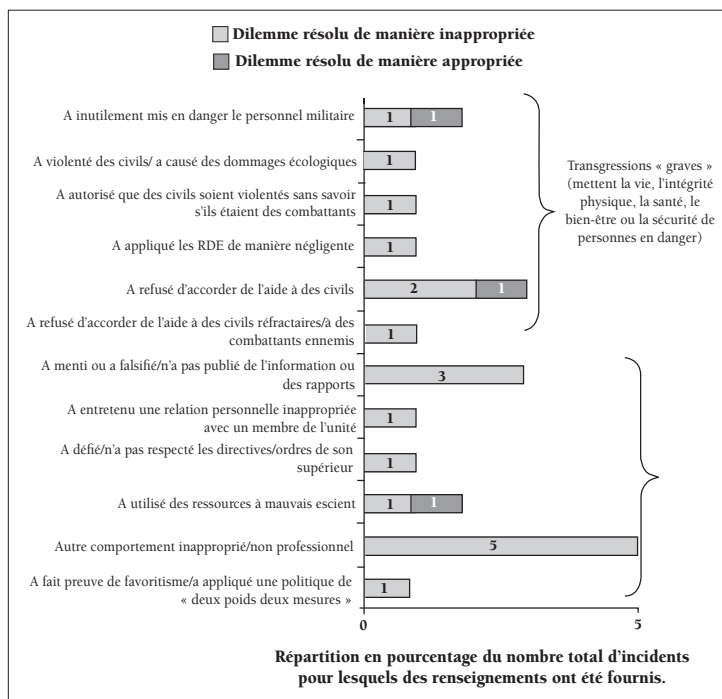 Dilemme résolu de manière inappropriée
Dilemme résolu de manière appropriée
A inutilement mis en danger le personnel militaire
1
1
A violenté des civils/ a causé des dommages écologiques
1
A autorisé que des civils soient violentés sans savoir
s'ils étaient des combattants
1
A appliqué les RDE de manière négligente
1
A refusé d'accorder de l'aide à des civils
2
1
A refusé d'accorder de l'aide à des civils réfractaires/à des
combattants ennemis
1
Transgressions « graves »
(mettent la vie, l'intégrité
physique, la santé, le
bien-être ou la sécurité de
personnes en danger)
A menti ou a falsifié/n'a pas publié de l'information ou
des rapports
3
A entretenu une relation personnelle inappropriée
avec un membre de l'unité
1
A défié/n'a pas respecté les directives/ordres de son
supérieur
1
A utilisé des ressources à mauvais escient
1
1
Autre comportement inapproprié/non professionnel
5
A fait preuve de favoritisme/a appliqué une politique de
« deux poids deux mesures »
1
0
5
Répartition en pourcentage du nombre total d'incidents
pour lesquels des renseignements ont été fournis.